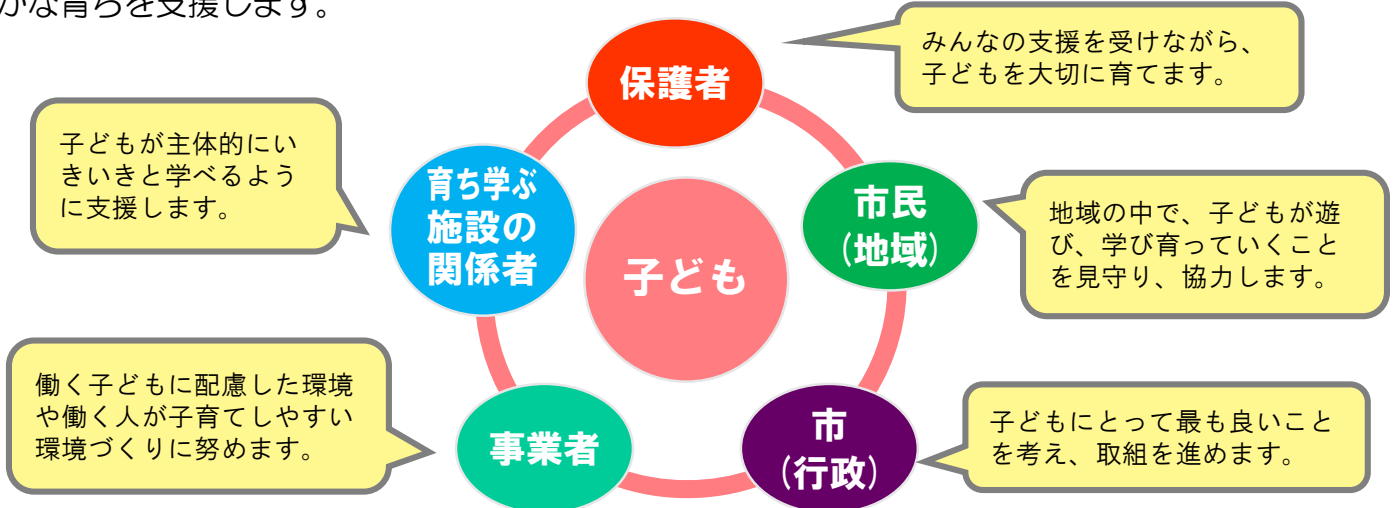 かな育ちを支援します。
保護者
みんなの支援を受けながら、
子どもを大切に育てます。
子どもが主体的にい
きいきと学べるよう
に支援します。
育ち学ぶ
施設の
関係者
子ども
市民
(地域)
地域の中で、子どもが遊
び、学び育っていくこと
を見守り、協力します。
働く子どもに配慮した環境
や働く人が子育てしやすい
環境づくりに努めます。
事業者
市
(行政)
子どもにとって最も良いこと
を考え、取組を進めます。